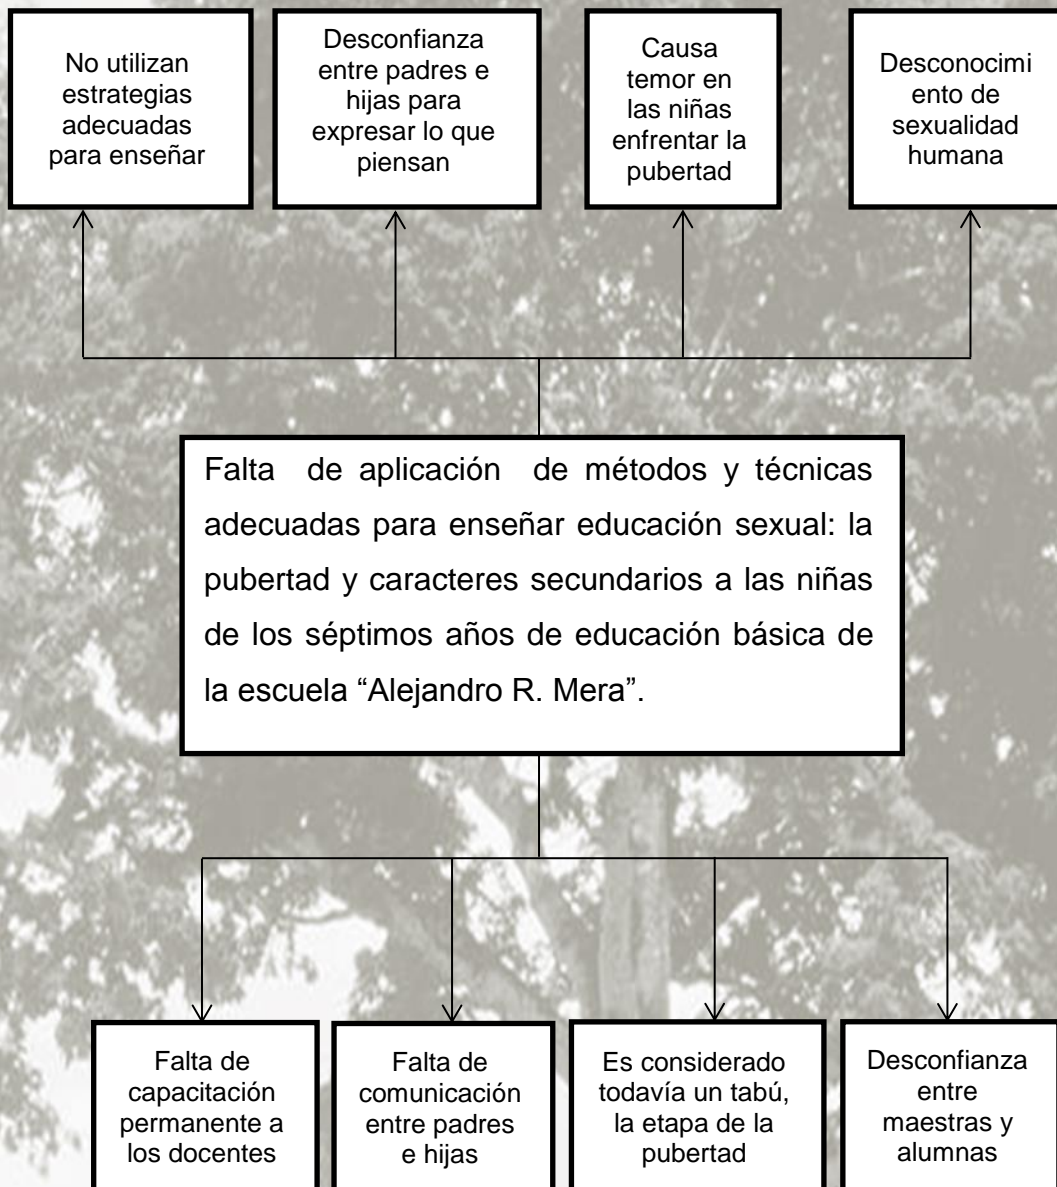 No utilizan
estrategias
adecuadas
para enseñar
Desconfianza
entre padres e
hijas para
expresar lo que
piensan
Causa
temor en
las niñas
enfrentar la
pubertad
Desconocimi
ento de
sexualidad
humana
Falta de aplicación de métodos y técnicas
adecuadas para enseñar educación sexual: la
pubertad y caracteres secundarios a las niñas
de los séptimos años de educación básica de
la escuela “Alejandro R. Mera”.
Falta de
capacitación
permanente a
los docentes
Falta de
comunicación
entre padres
e hijas
Es considerado
todavía un tabú,
la etapa de la
pubertad
Desconfianza
entre
maestras y
alumnas